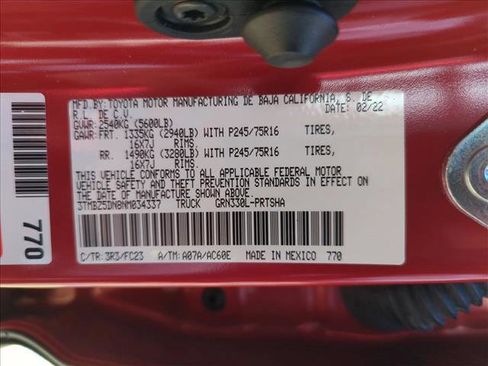 MFD.BY:TOYOTA MOTOR MANUFACTURING DE BAJA CALIFORNIA, S. DE
R.L. DE C.V. DATE: 02/22
GVWR: 2540KG (5600LB)
GAWR:FRT. 1335KG (2940LB) WITH P245/75R16 TIRES,
16X7J RIMS
RR. 1490KG (3280LB) WITH P245/75R16 TIRES,
16X7J RIMS
THIS VEHICLE CONFORMS TO ALL APPLICABLE FEDERAL MOTOR
VEHICLE SAFETY AND THEFT PREVENTION STANDARDS IN EFFECT ON
THE DATE OF MANUFACTURE SHOWN ABOVE.
3TMBZ5DN8NM034337 TRUCK GRN330L-PRTSHA
C/TR: 3R3/FC23 A/TM: A07A/AC60E MADE IN MEXICO 770
770